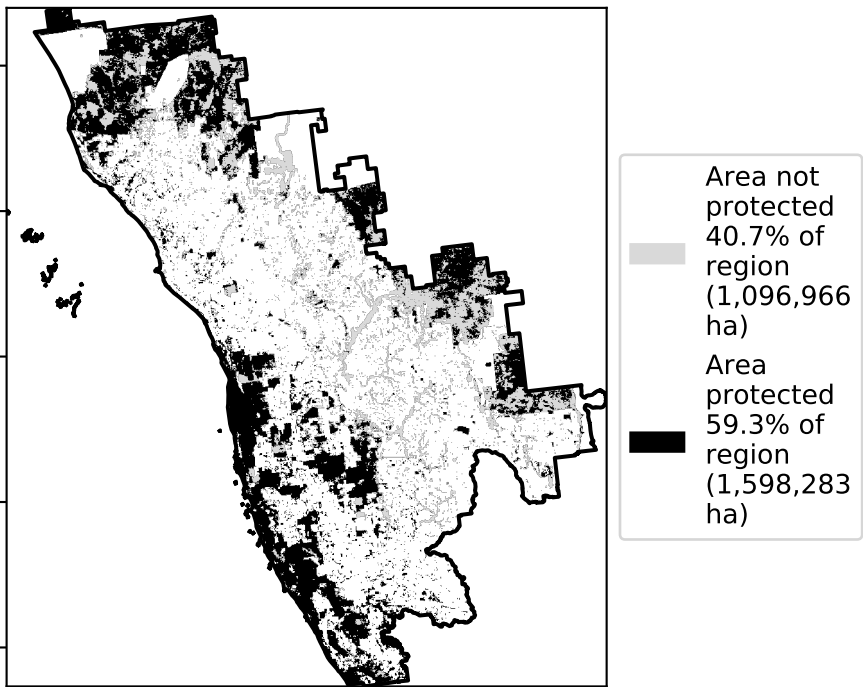 Area not
protected
40.7% of
region
(1,096,966
ha)
Area
protected
59.3% of
region
(1,598,283
ha)